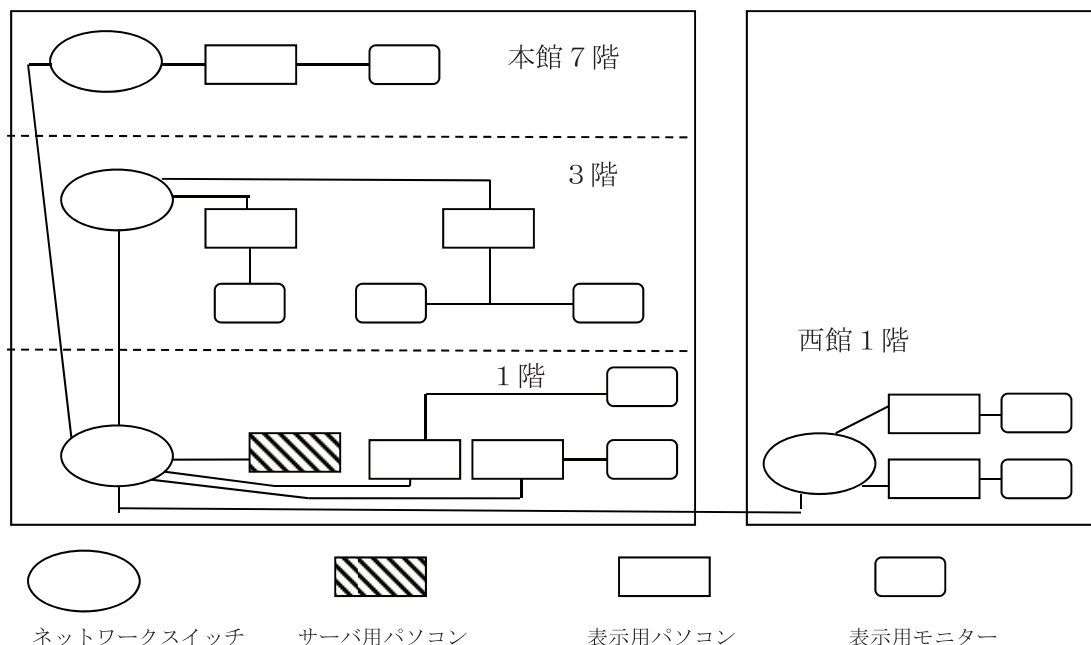 本館７階
３階
西館１階
１階
ネットワークスイッチ
サーバ用パソコン
表示用パソコン
表示用モニター